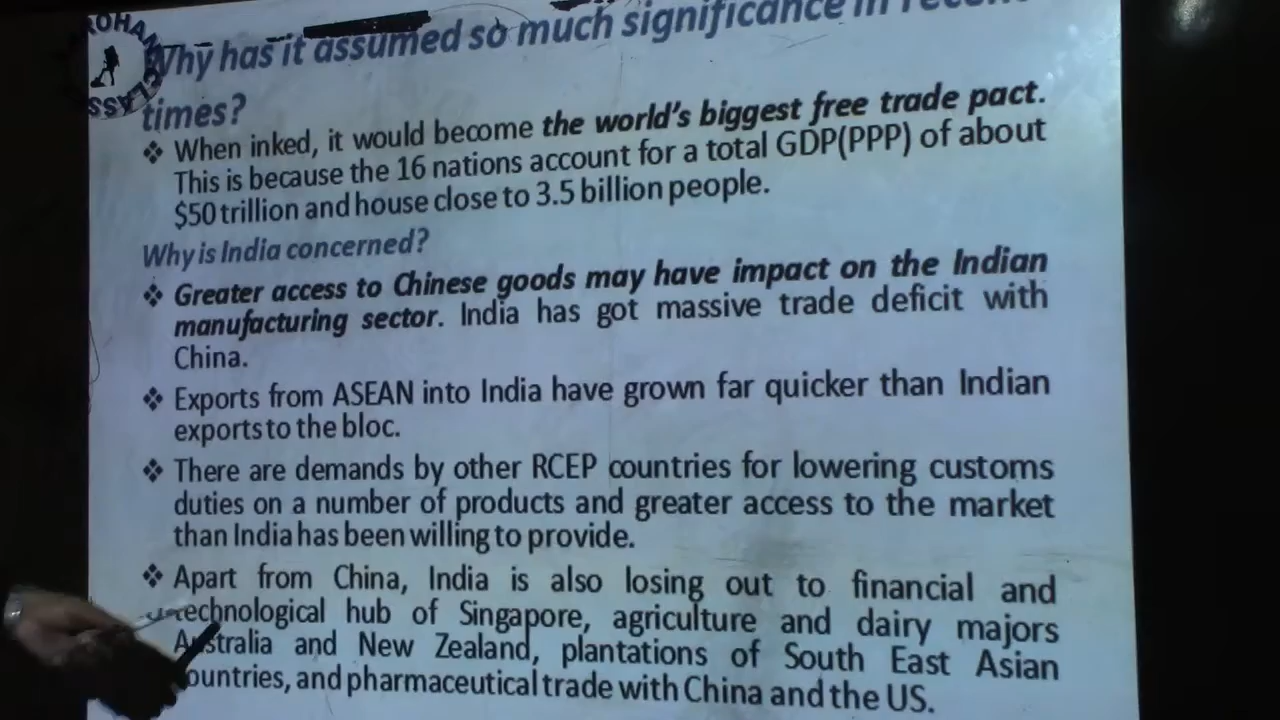 Why has it assumed so much significance in recent
times?
❖ When inked, it would become the world's biggest free trade pact.
This is because the 16 nations account for a total GDP(PPP) of about
$50 trillion and house close to 3.5 billion people.
Why is India concerned?
❖ Greater access to Chinese goods may have impact on the Indian
manufacturing sector. India has got massive trade deficit with
China.
❖ Exports from ASEAN into India have grown far quicker than Indian
exports to the bloc.
❖ There are demands by other RCEP countries for lowering customs
duties on a number of products and greater access to the market
than India has been willing to provide.
❖ Apart from China, India is also losing out to financial and
technological hub of Singapore, agriculture and dairy majors
Australia and New Zealand, plantations of South East Asian
ountries, and pharmaceutical trade with China and the US.